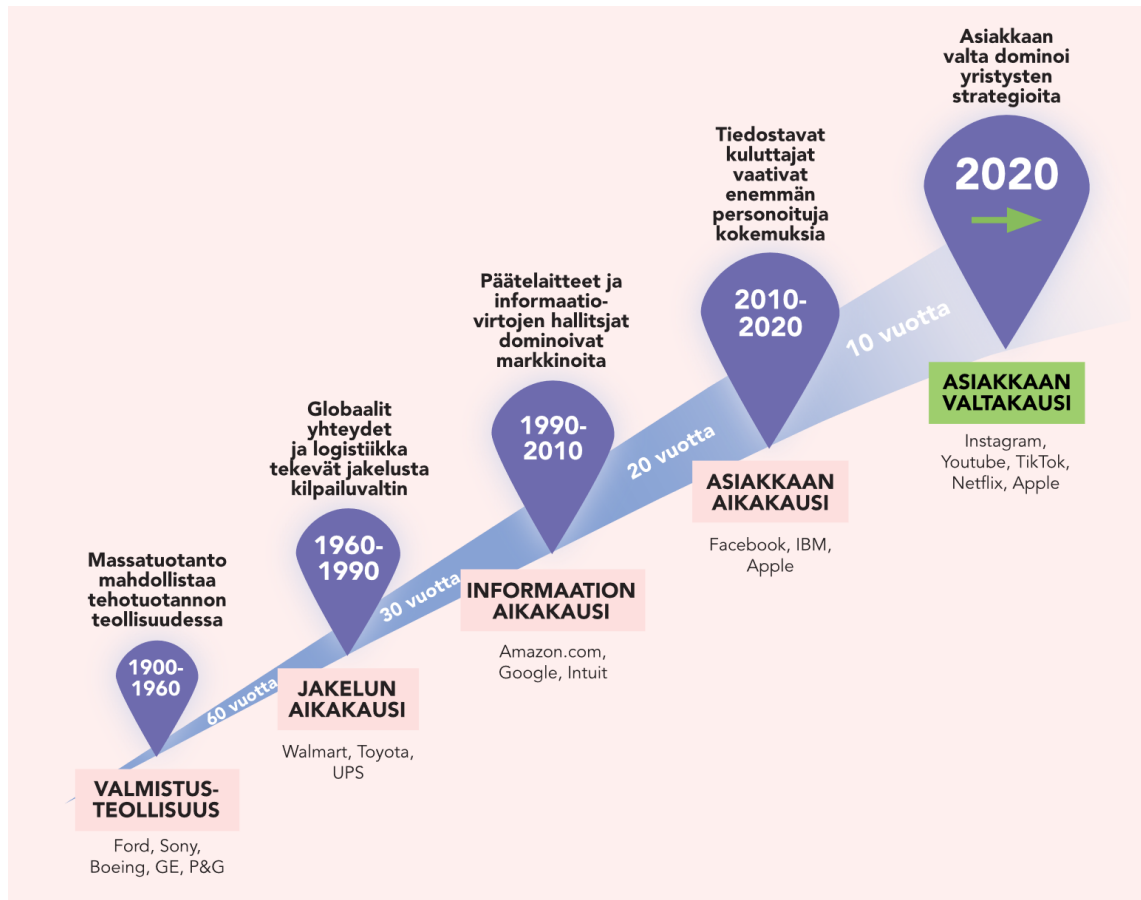 Massatuotanto
mahdollistaa
tehotuotannon
teollisuudessa
1900-
1960
VALMISTUS-
TEOLLISUUS
Ford, Sony,
Boeing, GE, P&G
60 vuotta
Globaalit
yhteydet
ja logistiikka
tekevät jakelusta
kilpailuvaltin
1960-
1990
JAKELUN
AIKAKAUSI
Walmart, Toyota,
UPS
30 vuotta
Päätelaitteet ja
informaatio-
virtojen hallitsjat
dominoivat
markkinoita
1990-
2010
INFORMAATION
AIKAKAUSI
Amazon.com,
Google, Intuit
20 vuotta
Tiedostavat
kuluttajat
vaativat
enemmän
personoituja
kokemuksia
2010-
2020
ASIAKKAAN
AIKAKAUSI
Facebook, IBM,
Apple
10 vuotta
Asiakkaan
valta dominoi
yristysten
strategioita
2020
ASIAKKAAN
VALTAKAUSI
Instagram,
Youtube, TikTok,
Netflix, Apple